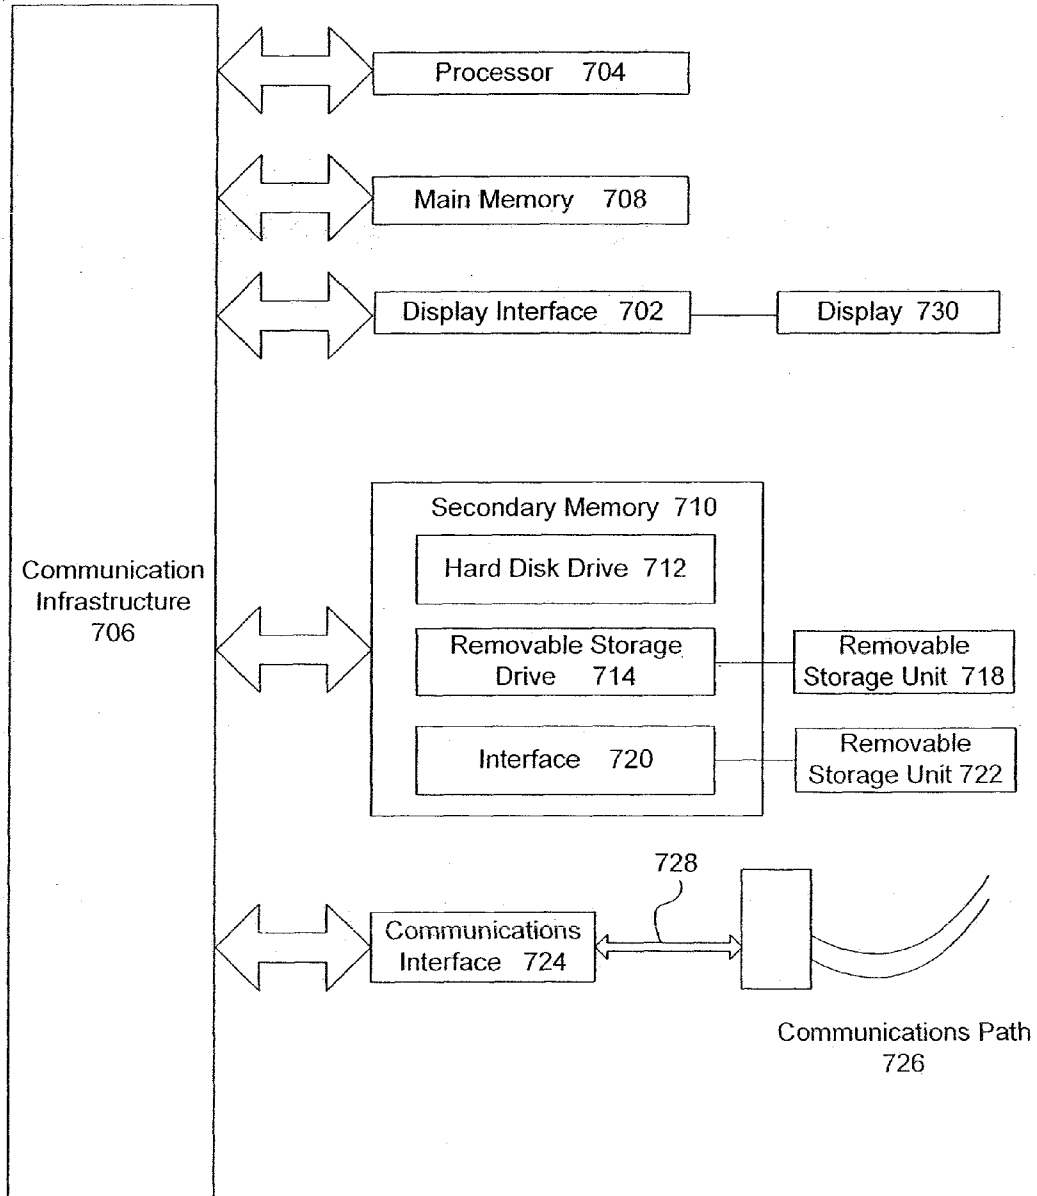 Processor 704
Main Memory 708
Display Interface 702
Display 730
Secondary Memory 710
Hard Disk Drive 712
Communication
Infrastructure
706
Removable Storage
Drive 714
Removable
Storage Unit 718
Interface 720
Removable
Storage Unit 722
728
Communications
Interface 724
Communications Path
726